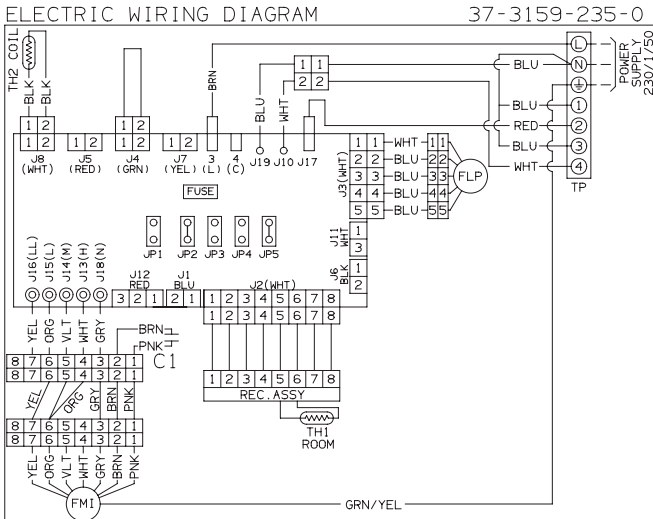 ELECTRIC WIRING DIAGRAM 37-3159-235-0
TH2 COIL
BLK
BLK
BRN
BLU
WHT
1 2
2 2
L
N
1
2
3
4
TP
POWER
SUPPLY
230/1/50
BLU
BLU
RED
BLU
WHT
1 2
1 2
J8
(WHT)
1 2
J5
(RED)
1 2
1 2
J4
(GRN)
1 2
J7
(YEL)
3
(L)
4
(C)
J19
J10
J17
FUSE
J3(WHT)
1 1 WHT 1 1
2 2 BLU 2 2
3 3 BLU 3 3
4 4 BLU 4 4
5 5 BLU 5 5
FLP
J11
WHT
1
3
J6
BLK
1
2
JP1
JP2
JP3
JP4
JP5
J16(LL)
J15(L)
J14(M)
J13(H)
J18(N)
J12
RED
3 2 1
J1
BLU
2 1
J2(WHT)
1 2 3 4 5 6 7 8
1 2 3 4 5 6 7 8
YEL
ORG
VLT
WHT
GRY
BRN
PNK
C1
8 7 6 5 4 3 2 1
8 7 6 5 4 3 2 1
YEL
ORG
GRY
BRN
PNK
8 7 6 5 4 3 2 1
8 7 6 5 4 3 2 1
YEL
ORG
VLT
WHT
GRY
BRN
PNK
FMI
1 2 3 4 5 6 7 8
REC.ASSY
TH1
ROOM
GRN/YEL